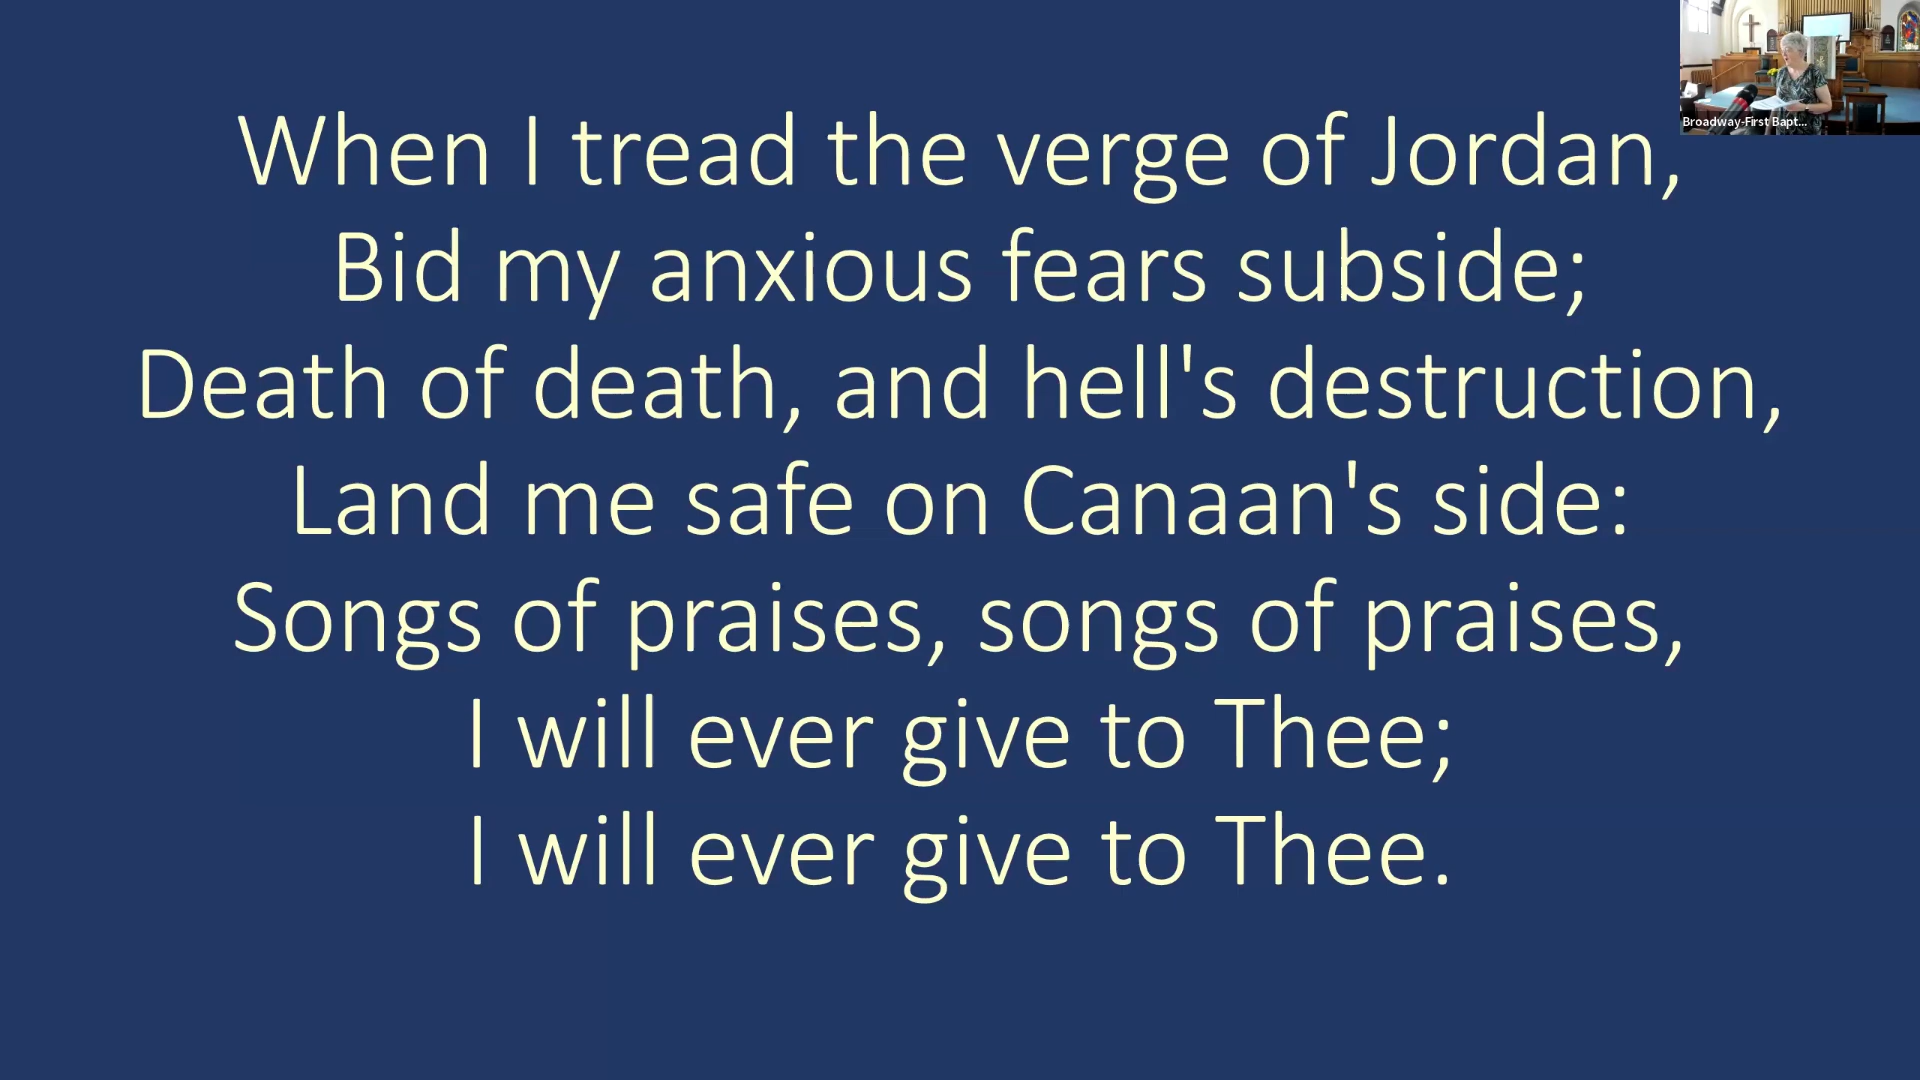 When I tread the verge of Jordan,
Bid my anxious fears subside;
Death of death, and hell's destruction,
Land me safe on Canaan's side:
Songs of praises, songs of praises,
I will ever give to Thee;
I will ever give to Thee.
Broadway-First Bapt...